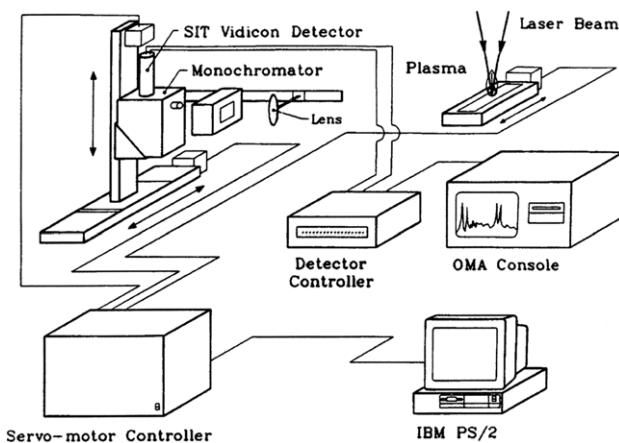 SIT Vidicon Detector
Laser Beam
Monochromator
Plasma
Lens
Detector
Controller
OMA Console
Servo-motor Controller
IBM PS/2